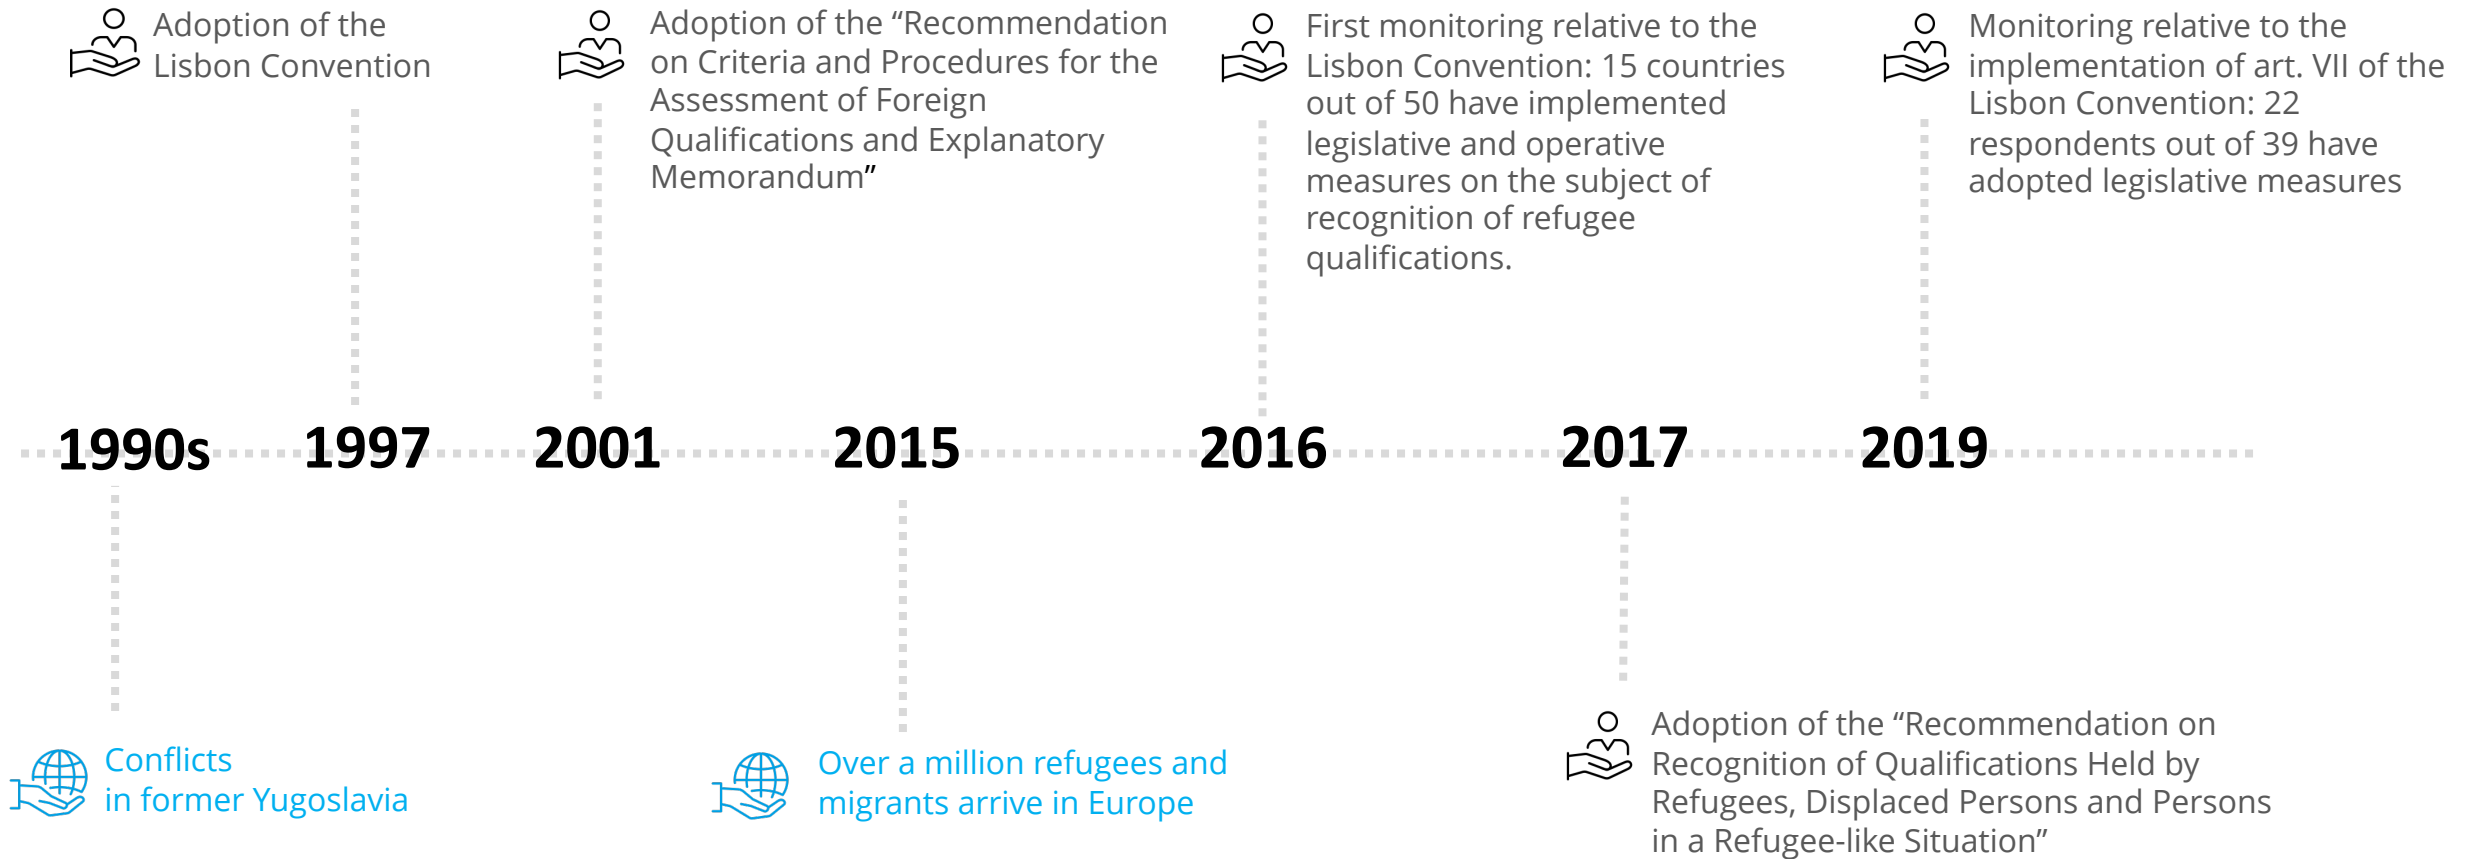 Adoption of the
Lisbon Convention
Adoption of the “Recommendation
on Criteria and Procedures for the
Assessment of Foreign
Qualifications and Explanatory
Memorandum”
First monitoring relative to the
Lisbon Convention: 15 countries
out of 50 have implemented
legislative and operative
measures on the subject of
recognition of refugee
qualifications.
Monitoring relative to the
implementation of art. VII of the
Lisbon Convention: 22
respondents out of 39 have
adopted legislative measures
1990s
1997
2001
2015
2016
2017
2019
Conflicts
in former Yugoslavia
Over a million refugees and
migrants arrive in Europe
Adoption of the “Recommendation on
Recognition of Qualifications Held by
Refugees, Displaced Persons and Persons
in a Refugee-like Situation”